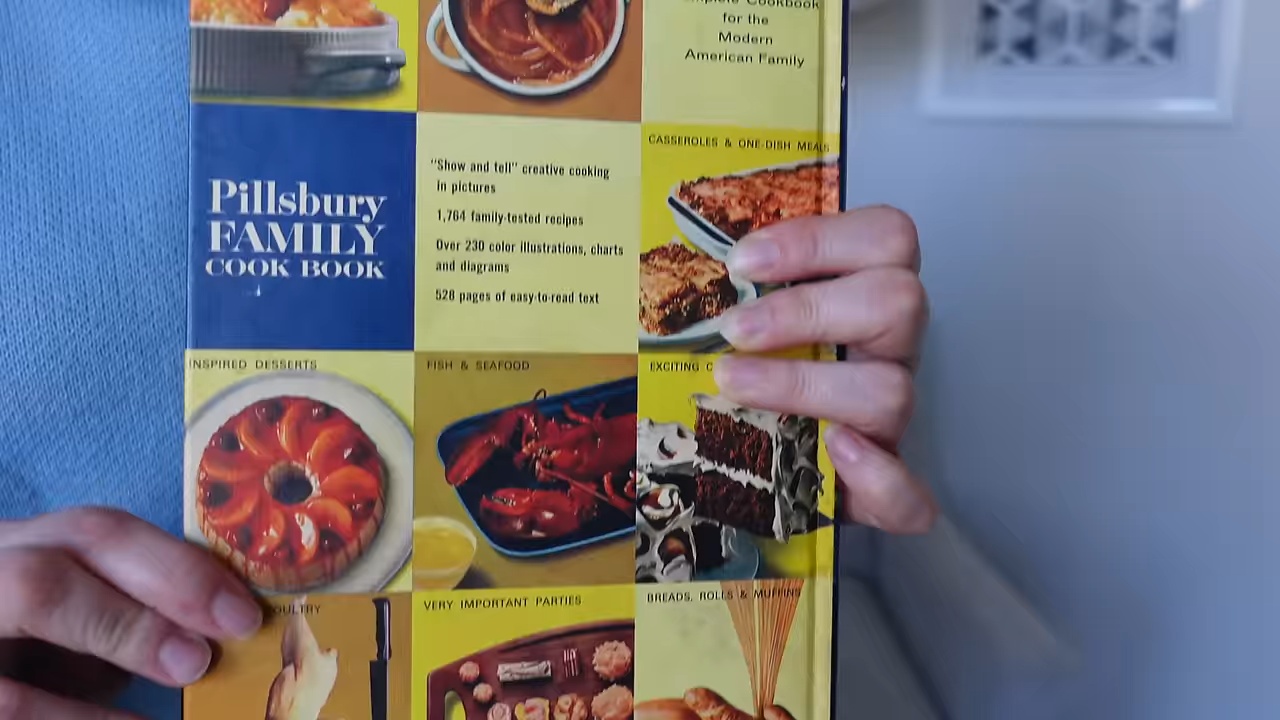 for the
Modern
American Family
CASSEROLES & ONE-DISH MEALS
Pillsbury
FAMILY
COOK BOOK
"Show and tell" creative cooking
in pictures
1,764 family-tested recipes
Over 230 color illustrations, charts
and diagrams
528 pages of easy-to-read text
INSPIRED DESSERTS
FISH & SEAFOOD
EXCITING
VERY IMPORTANT PARTIES
BREADS, ROLLS & MUFFINS